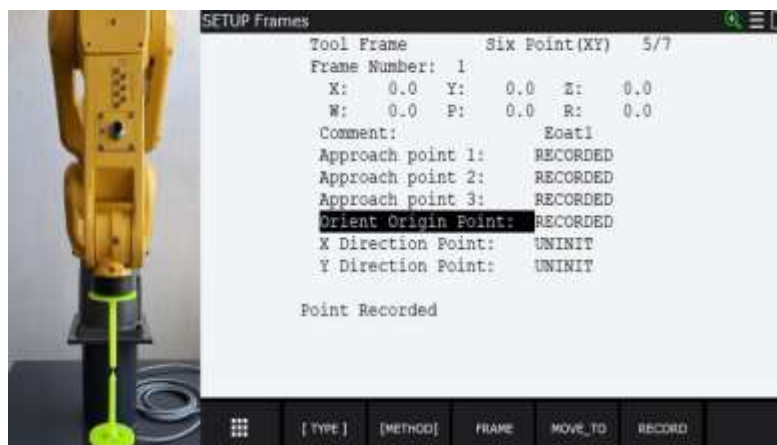 SETUP Frames
Tool Frame Six Point(XY) 5/7
Frame Number: 1
X: 0.0 Y: 0.0 Z: 0.0
W: 0.0 P: 0.0 R: 0.0
Comment: Eoat1
Approach point 1: RECORDED
Approach point 2: RECORDED
Approach point 3: RECORDED
Orient Origin Point: RECORDED
X Direction Point: UNINIT
Y Direction Point: UNINIT
Point Recorded
[ TYPE ] [METHOD] FRAME MOVE_TO RECORD